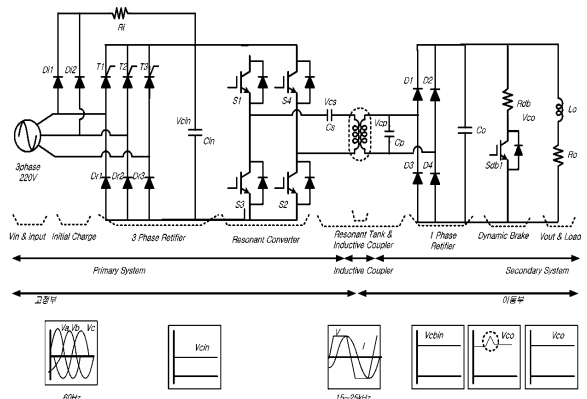 Ri
Di1 Di2 T1 T2 T3 S1 S4 D1 D2
Vcin
Cin
Vcs
Cs
Vcp
Cp
Co
Rdb
Vco
Lo
Ro
Sdb1
3phase
220V
Dr1 Dr2 Dr3 S3 S2 D3 D4
Vin & Input
Initial Charge
3 Phase Retifier
Resonant Converter
Resonant Tank &
Inductive Coupler
1 Phase
Retifier
Dynamic Brake
Vout & Load
Primary System
Inductive Coupler
Secondary System
고정부
이동부
Va Vb Vc
Vcin
V
I
Vcbin
Vco
Vco
60Hz
15~25kHz